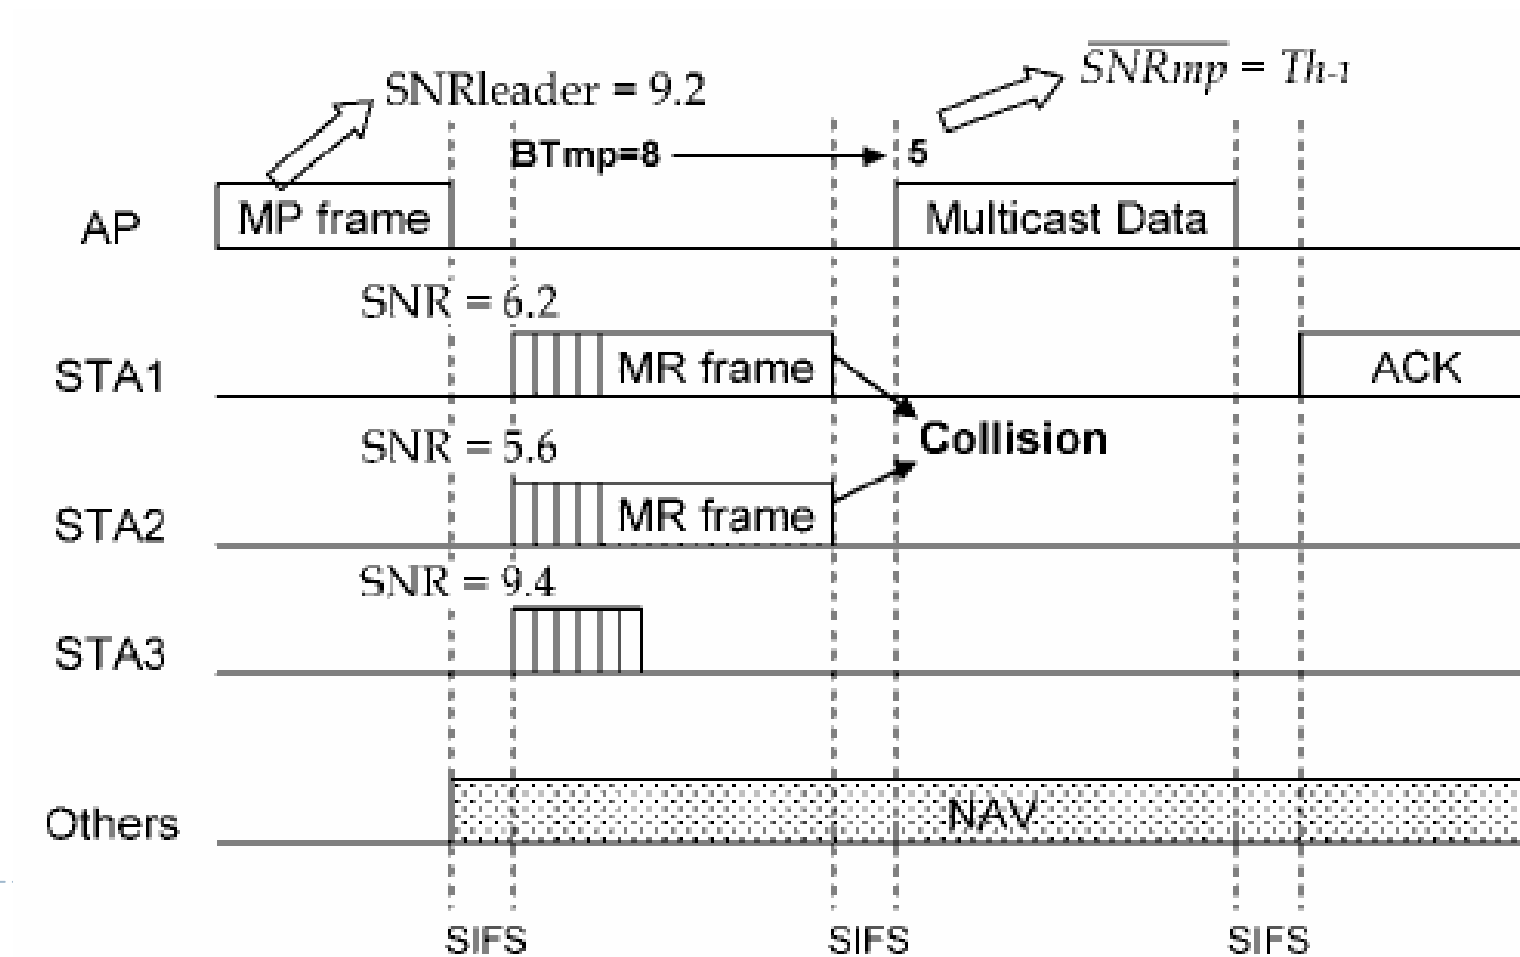 SNRleader = 9.2
SNRmp = Th-1
BTmp=8
5
AP
MP frame
Multicast Data
SNR = 6.2
STA1
MR frame
ACK
Collision
SNR = 5.6
STA2
MR frame
SNR = 9.4
STA3
Others
NAV
SIFS
SIFS
SIFS